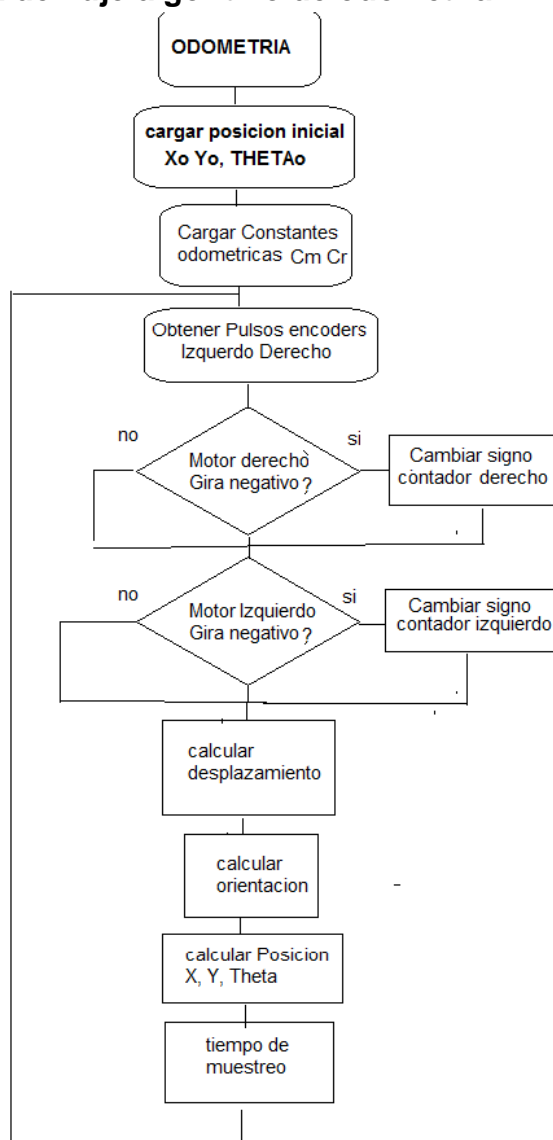 ODOMETRIA
cargar posicion inicial
Xo Yo, THETAo
Cargar Constantes
odometricas Cm Cr
Obtener Pulsos encoders
Izquerdo Derecho
no
si
Motor derecho
Gira negativo ?
Cambiar signo
contador derecho
no
si
Motor Izquierdo
Gira negativo ?
Cambiar signo
contador izquierdo
calcular
desplazamiento
calcular
orientacion
calcular Posicion
X, Y, Theta
tiempo de
muestreo